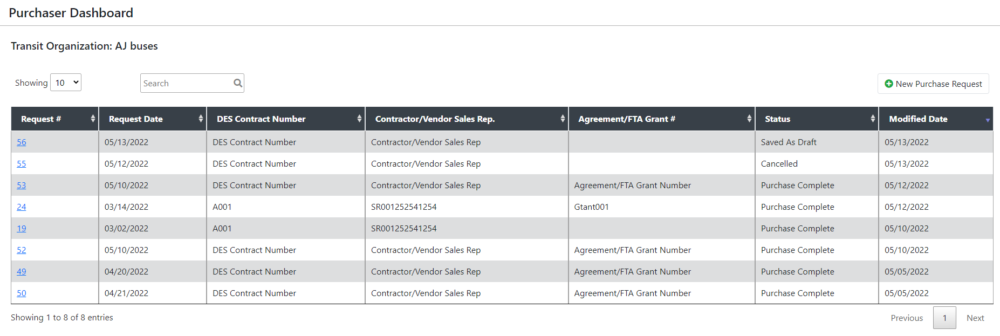 Purchaser Dashboard
Transit Organization: AJ buses
Showing 10 Search New Purchase Request
Request # Request Date DES Contract Number Contractor/Vendor Sales Rep. Agreement/FTA Grant # Status Modified Date
56 05/13/2022 DES Contract Number Contractor/Vendor Sales Rep Saved As Draft 05/13/2022
55 05/12/2022 DES Contract Number Contractor/Vendor Sales Rep Cancelled 05/13/2022
53 05/10/2022 DES Contract Number Contractor/Vendor Sales Rep Agreement/FTA Grant Number Purchase Complete 05/12/2022
24 03/14/2022 A001 SR001252541254 Gtant001 Purchase Complete 05/12/2022
19 03/02/2022 A001 SR001252541254 Purchase Complete 05/10/2022
52 05/10/2022 DES Contract Number Contractor/Vendor Sales Rep Agreement/FTA Grant Number Purchase Complete 05/10/2022
49 04/20/2022 DES Contract Number Contractor/Vendor Sales Rep Agreement/FTA Grant Number Purchase Complete 05/05/2022
50 04/21/2022 DES Contract Number Contractor/Vendor Sales Rep Agreement/FTA Grant Number Purchase Complete 05/05/2022
Showing 1 to 8 of 8 entries Previous 1 Next